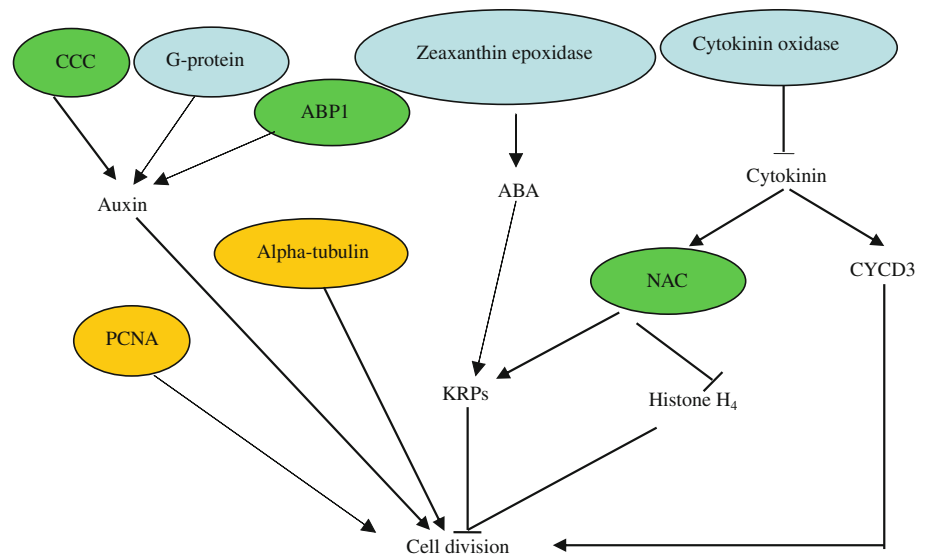 CCC
G-protein
Zeaxanthin epoxidase
Cytokinin oxidase
ABP1
Cytokinin
ABA
Auxin
Alpha-tubulin
NAC
CYCD3
PCNA
KRPs
Histone H₄
Cell division